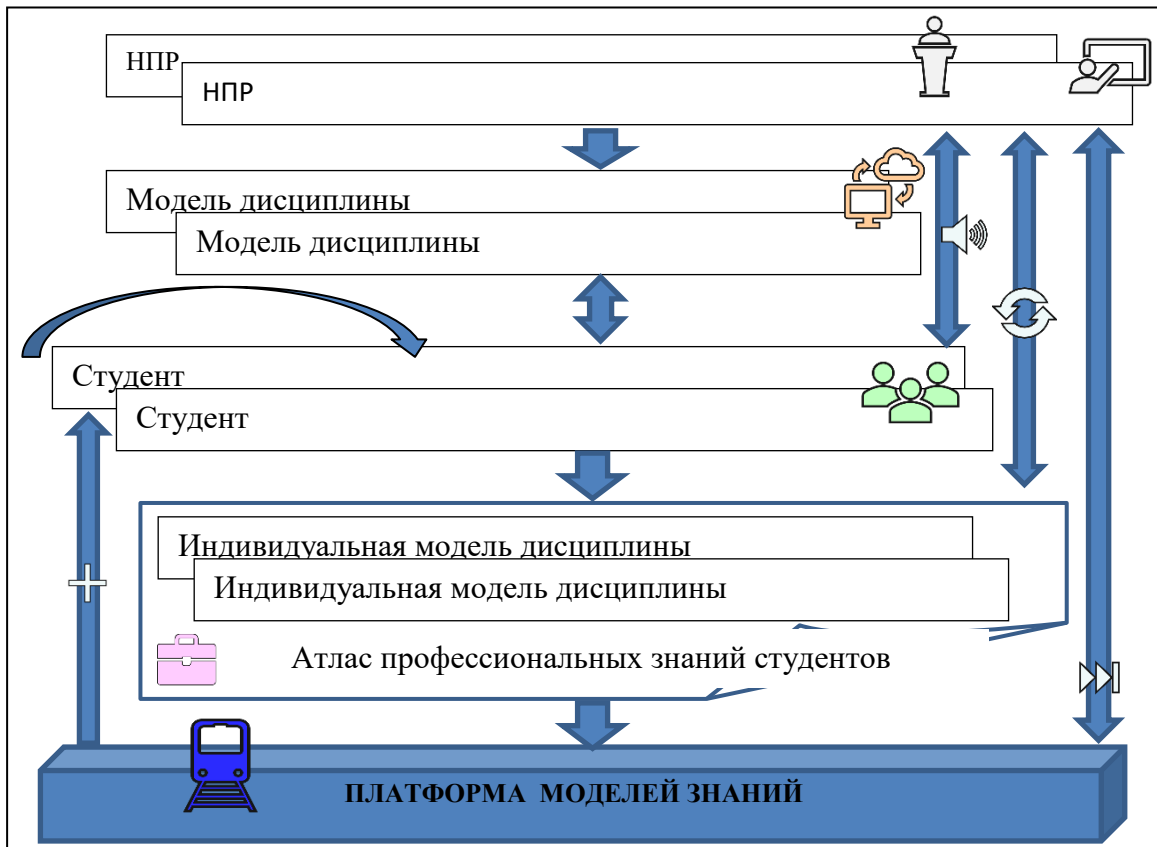 НПР
НПР
Модель дисциплины
Модель дисциплины
Студент
Студент
Индивидуальная модель дисциплины
Индивидуальная модель дисциплины
Атлас профессиональных знаний студентов
ПЛАТФОРМА МОДЕЛЕЙ ЗНАНИЙ